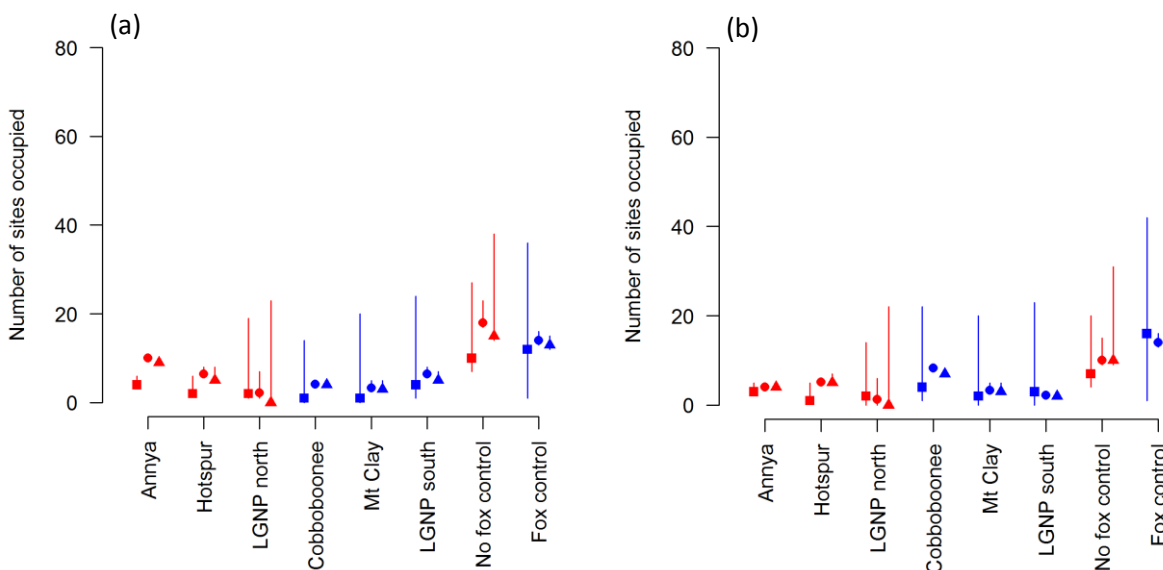 (a)
Number of sites occupied
80
60
40
20
0
Annya
Hotspur
LGNP north
Cobboboonee
Mt Clay
LGNP south
No fox control
Fox control
(b)
Number of sites occupied
80
60
40
20
0
Annya
Hotspur
LGNP north
Cobboboonee
Mt Clay
LGNP south
No fox control
Fox control